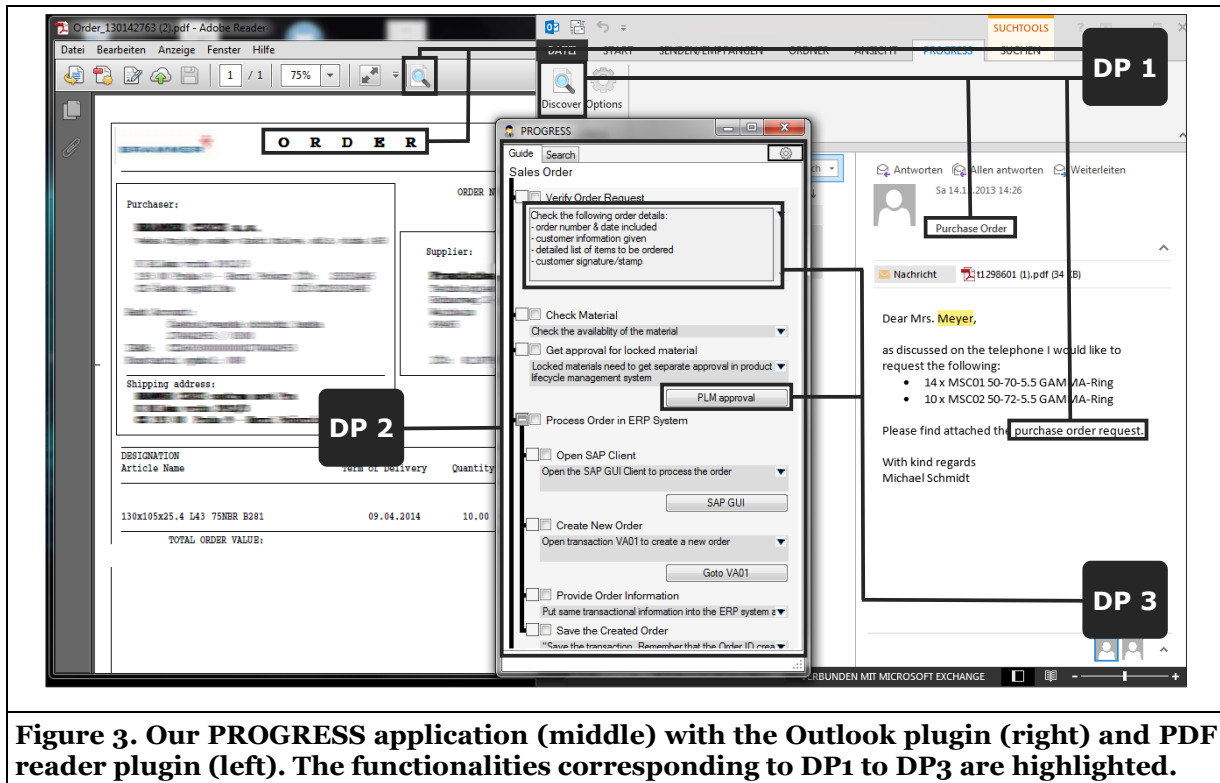 Order_130142763 (2).pdf - Adobe Reader
Datei Bearbeiten Anzeige Fenster Hilfe
1 / 1 75%
O R D E R
Purchaser:
ORDER N
Supplier:
Shipping address:
DESIGNATION
Article Name Term of Delivery Quantity
130x105x25.4 L43 75NBR B281 09.04.2014 10.00
TOTAL ORDER VALUE:
DP 2
PROGRESS
Guide Search
Sales Order
Verify Order Request
Check the following order details:
- order number & date included
- customer information given
- detailed list of items to be ordered
- customer signature/stamp
Check Material
Check the availablity of the material
Get approval for locked material
Locked materials need to get separate approval in product
lifecycle management system
PLM approval
Process Order in ERP System
Open SAP Client
Open the SAP GUI Client to process the order
SAP GUI
Create New Order
Open transaction VA01 to create a new order
Goto VA01
Provide Order Information
Put same transactional information into the ERP system a
Save the Created Order
"Save the transaction. Remember that the Order ID crea
SUCHTOOLS
DATEI START SENDEN/EMPFANGEN ORDNER ANSICHT PROGRESS SUCHEN
DP 1
Discover Options
Antworten Allen antworten Weiterleiten
Sa 14.12.2013 14:26
Purchase Order
Nachricht t1298601 (1).pdf (34 KB)
Dear Mrs. Meyer,
as discussed on the telephone I would like to
request the following:
• 14 x MSC01 50-70-5.5 GAMMA-Ring
• 10 x MSC02 50-72-5.5 GAMMA-Ring
Please find attached the purchase order request.
With kind regards
Michael Schmidt
DP 3
VERBUNDEN MIT MICROSOFT EXCHANGE
Figure 3. Our PROGRESS application (middle) with the Outlook plugin (right) and PDF
reader plugin (left). The functionalities corresponding to DP1 to DP3 are highlighted.